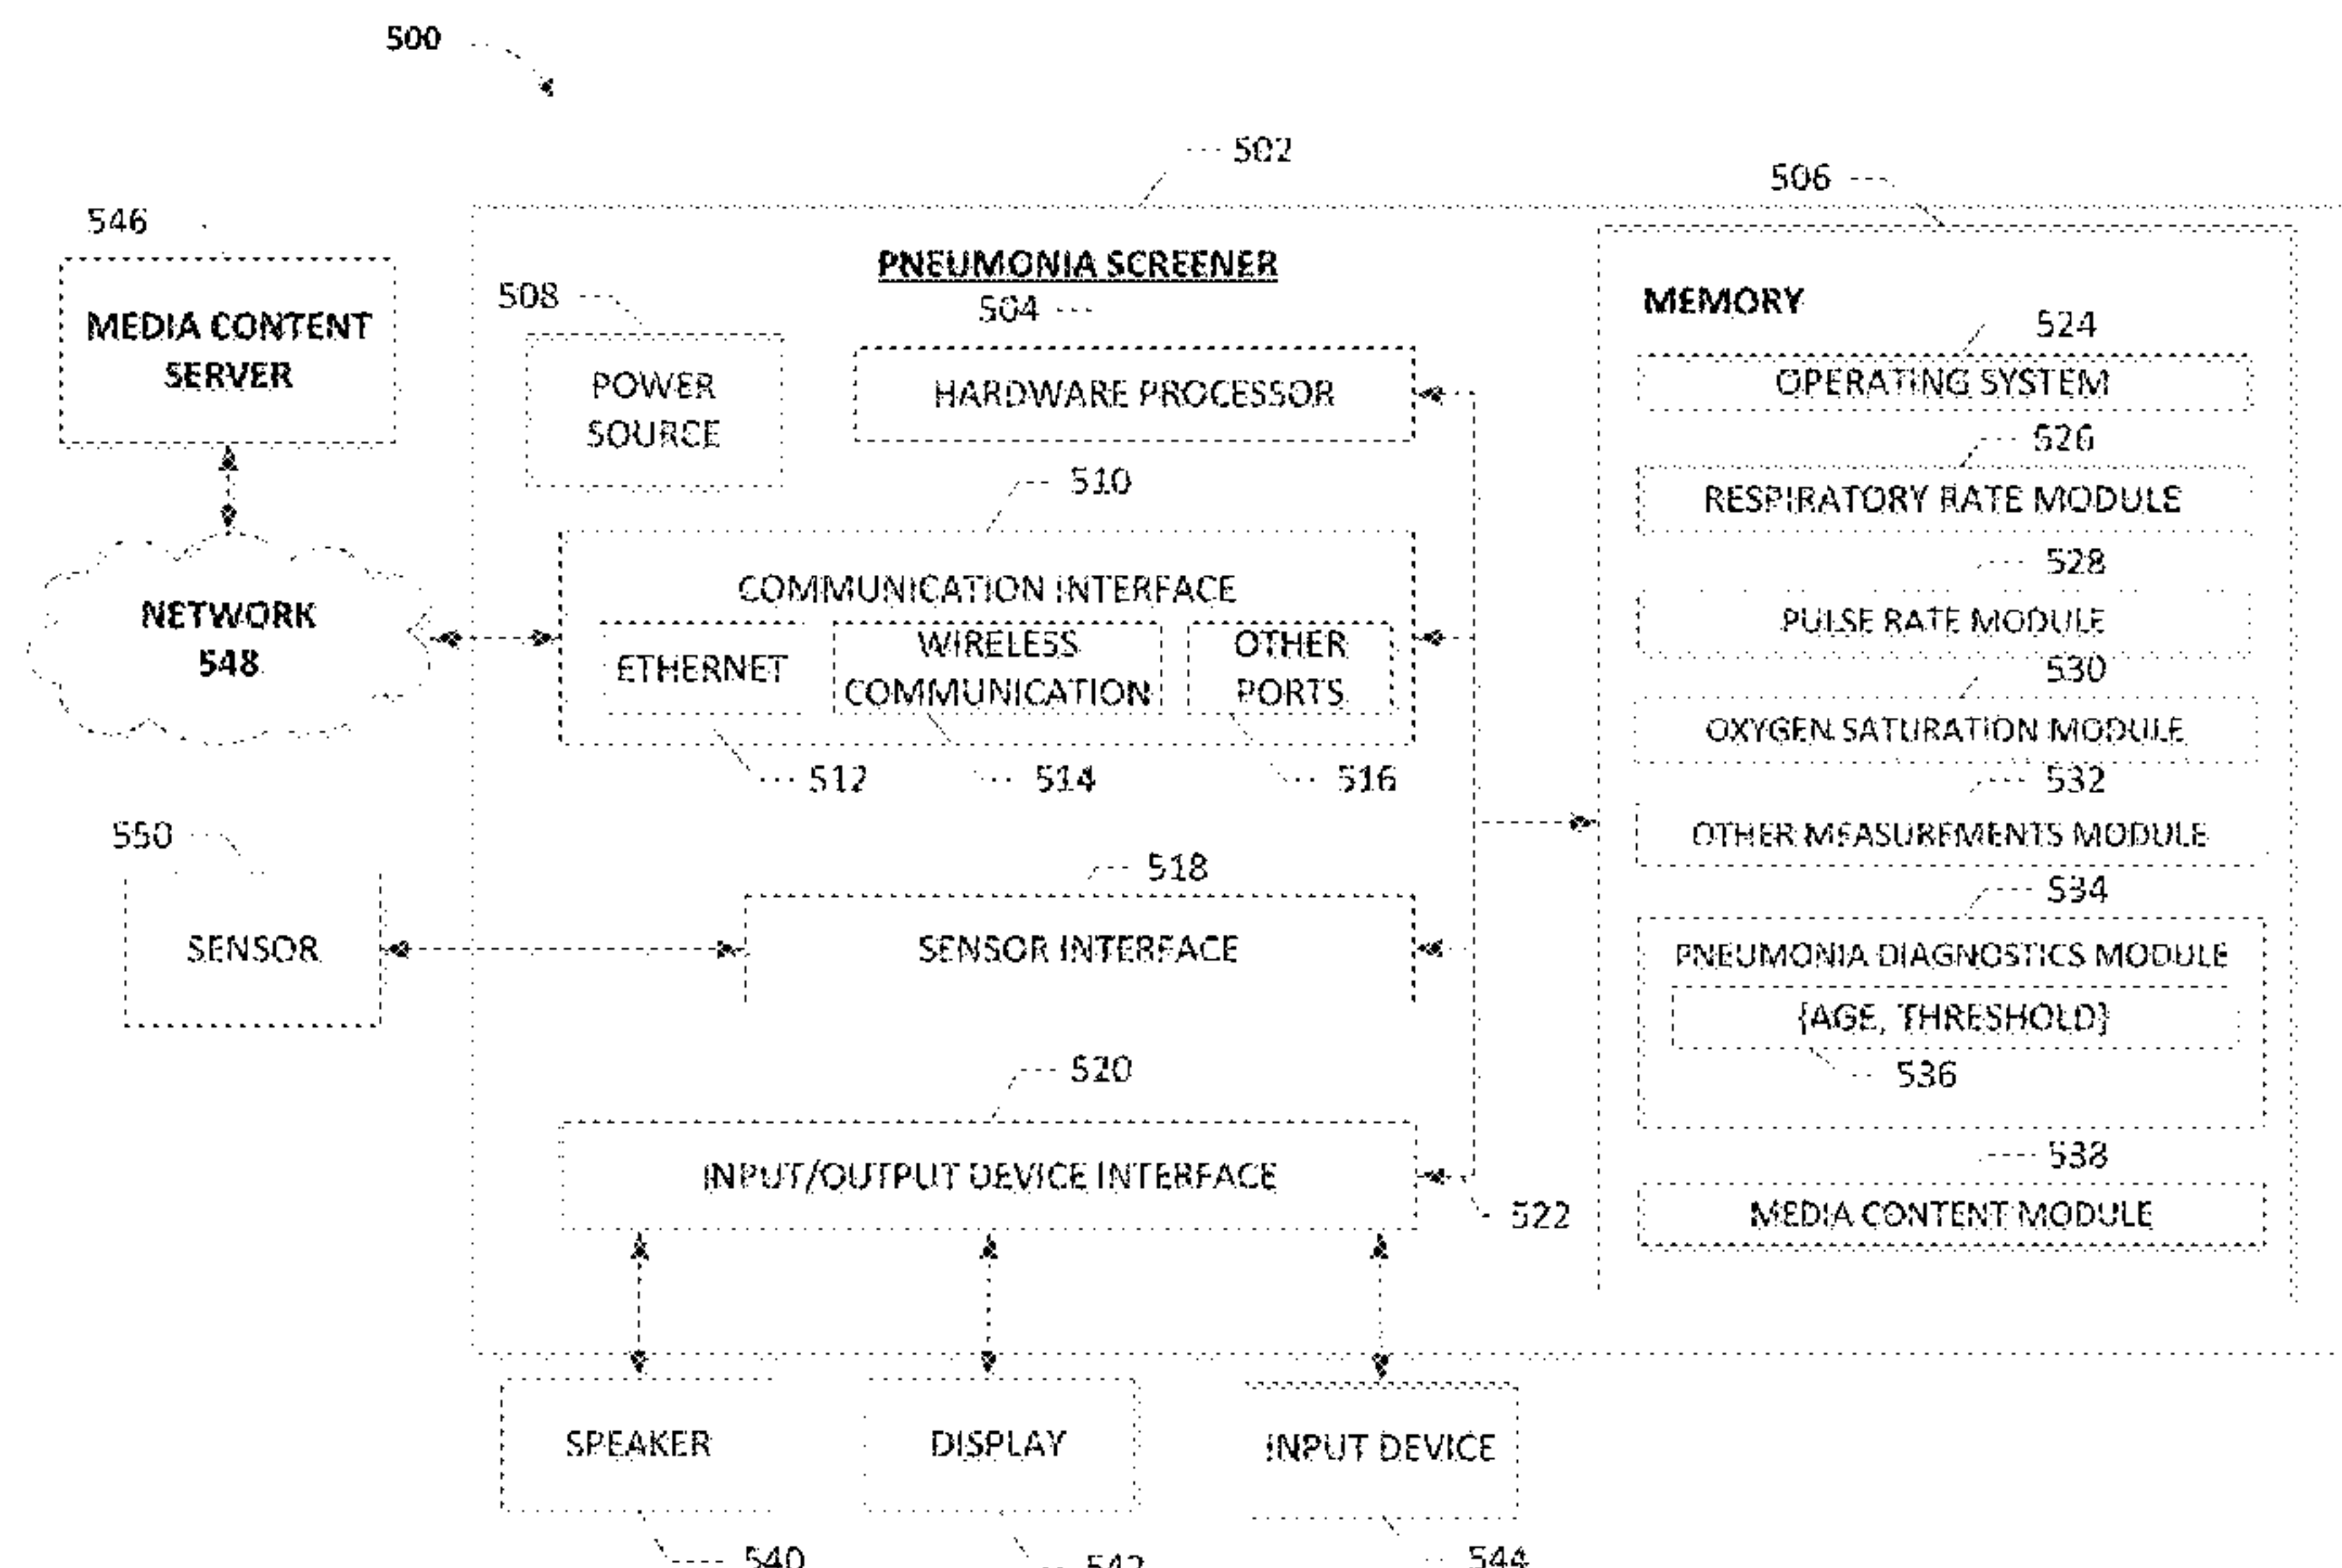 500
502
506
546
PNEUMONIA SCREENER
508
504
MEMORY
524
MEDIA CONTENT
SERVER
POWER
SOURCE
HARDWARE PROCESSOR
OPERATING SYSTEM
526
510
RESPIRATORY RATE MODULE
528
COMMUNICATION INTERFACE
NETWORK
548
ETHERNET
WIRELESS
COMMUNICATION
OTHER
PORTS
PULSE RATE MODULE
530
OXYGEN SATURATION MODULE
512
514
516
532
550
OTHER MEASUREMENTS MODULE
518
534
SENSOR
SENSOR INTERFACE
PNEUMONIA DIAGNOSTICS MODULE
{AGE, THRESHOLD}
520
536
538
INPUT/OUTPUT DEVICE INTERFACE
522
MEDIA CONTENT MODULE
SPEAKER
DISPLAY
INPUT DEVICE
540
542
544